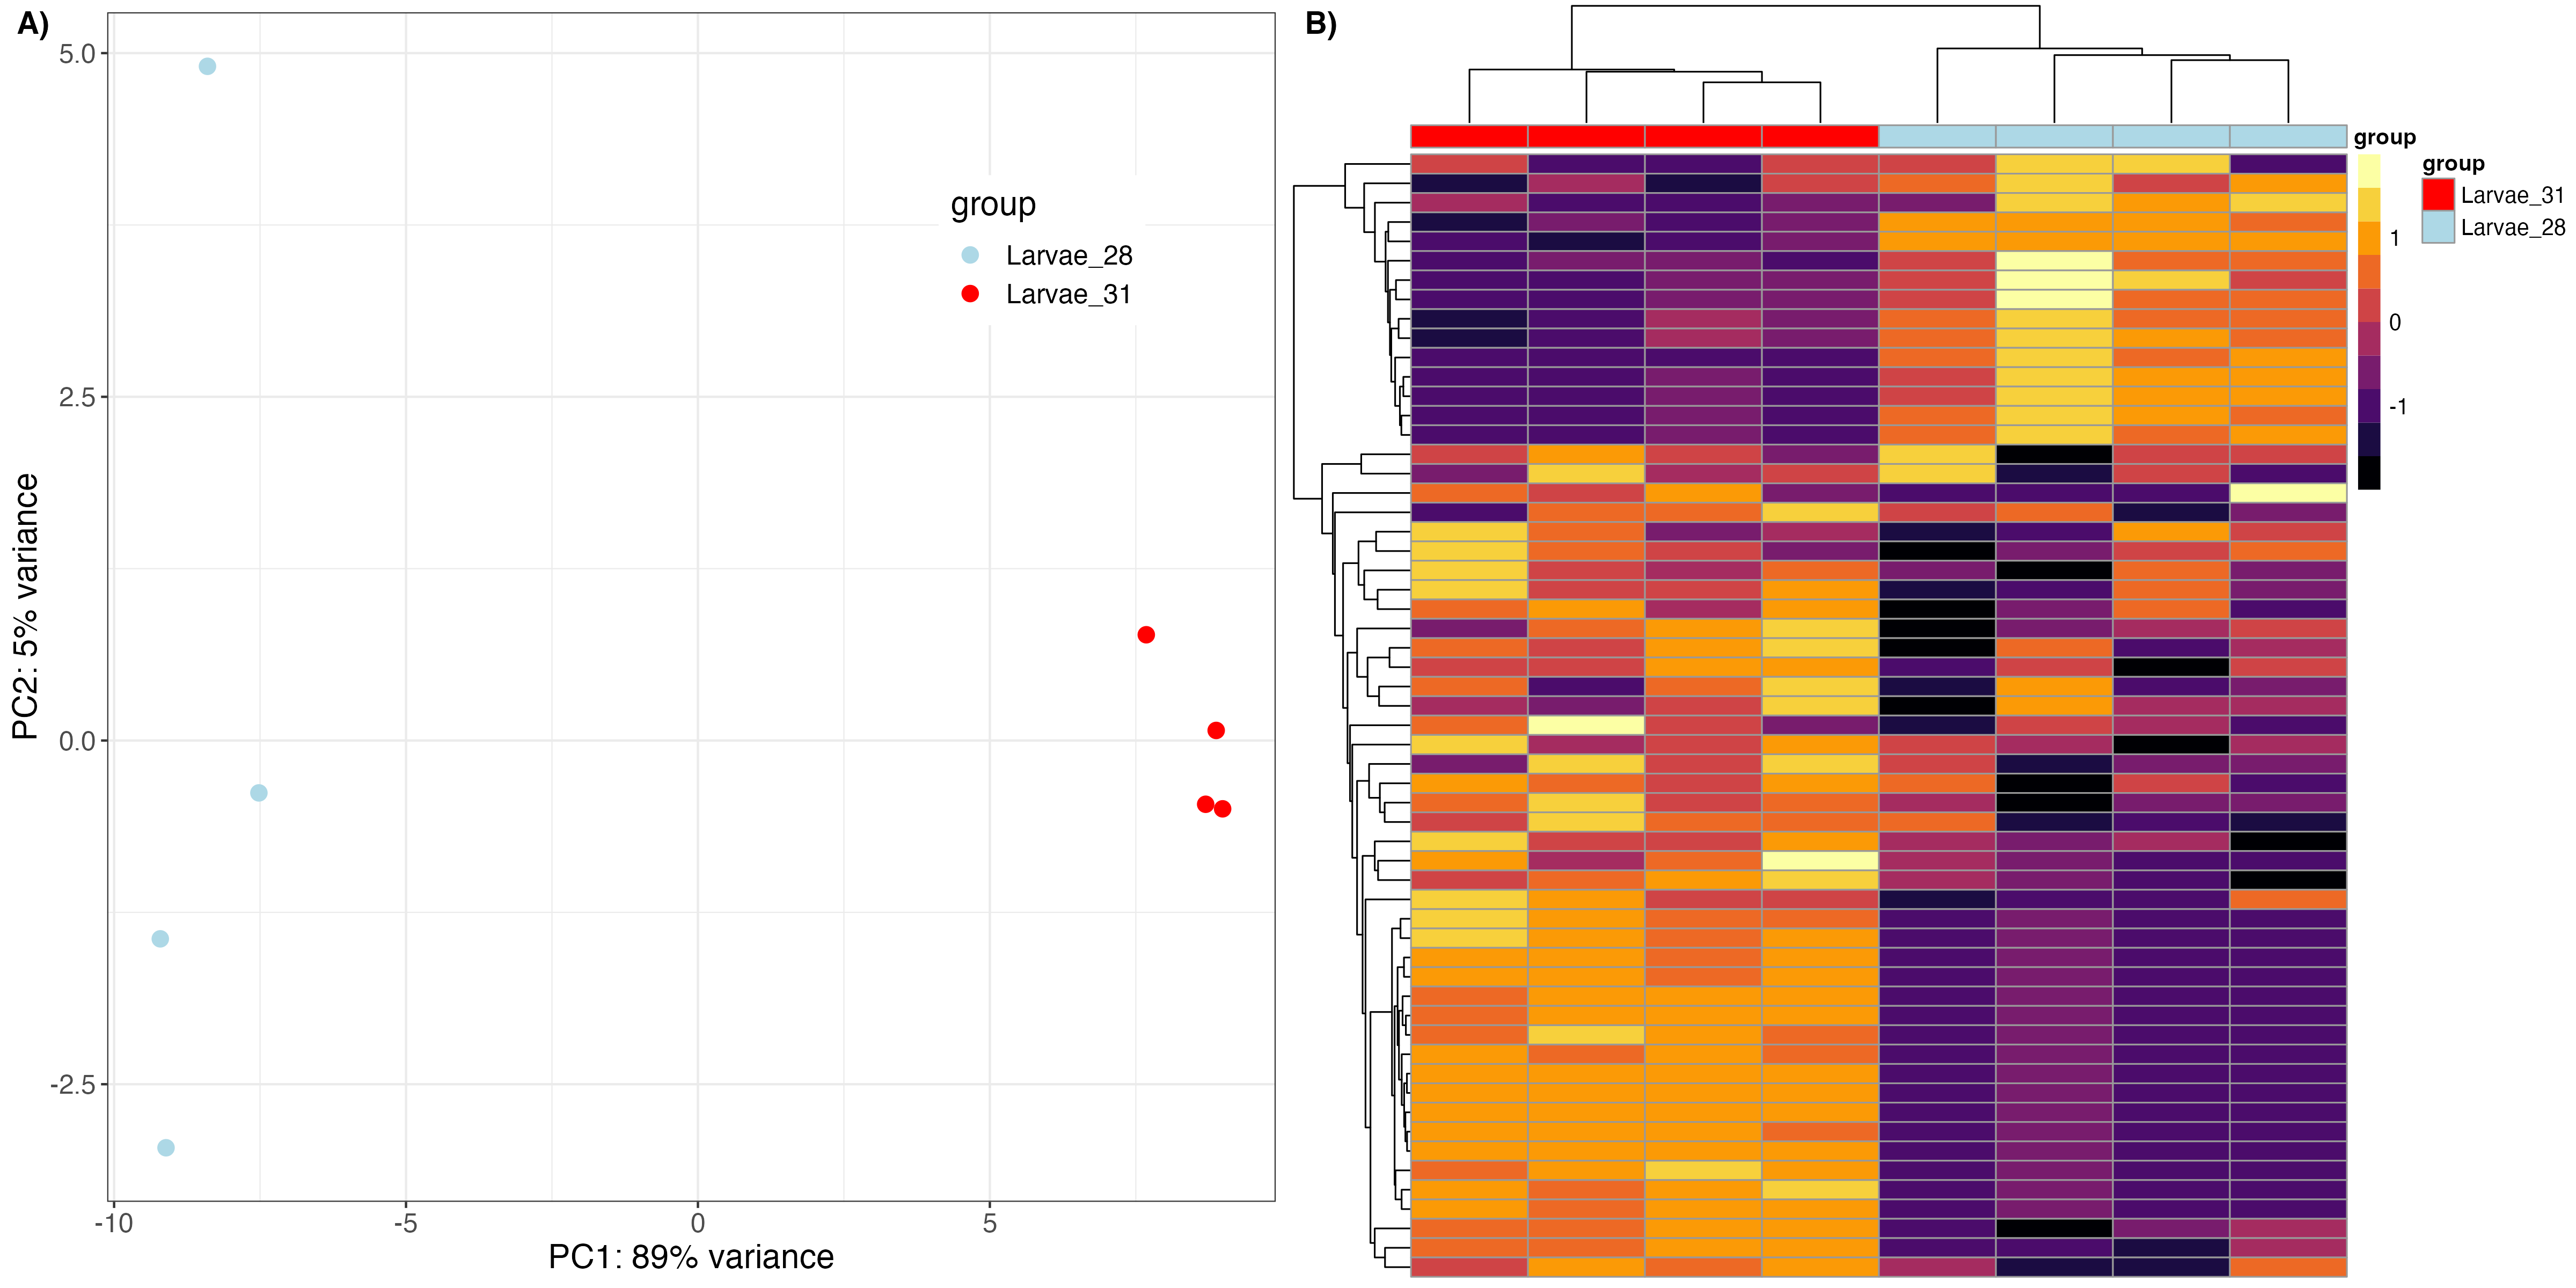 A)
5.0
2.5
0.0
-2.5
PC2: 5% variance
group
Larvae_28
Larvae_31
-10
-5
0
5
PC1: 89% variance
B)
group
1
0
-1
group
Larvae_31
Larvae_28